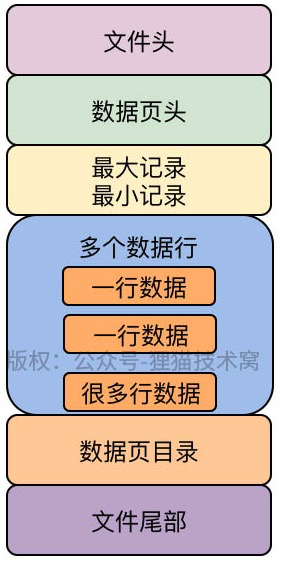 文件头
数据页头
最大记录
最小记录
多个数据行
一行数据
一行数据
版权：公众号-狸猫技术窝
很多行数据
数据页目录
文件尾部